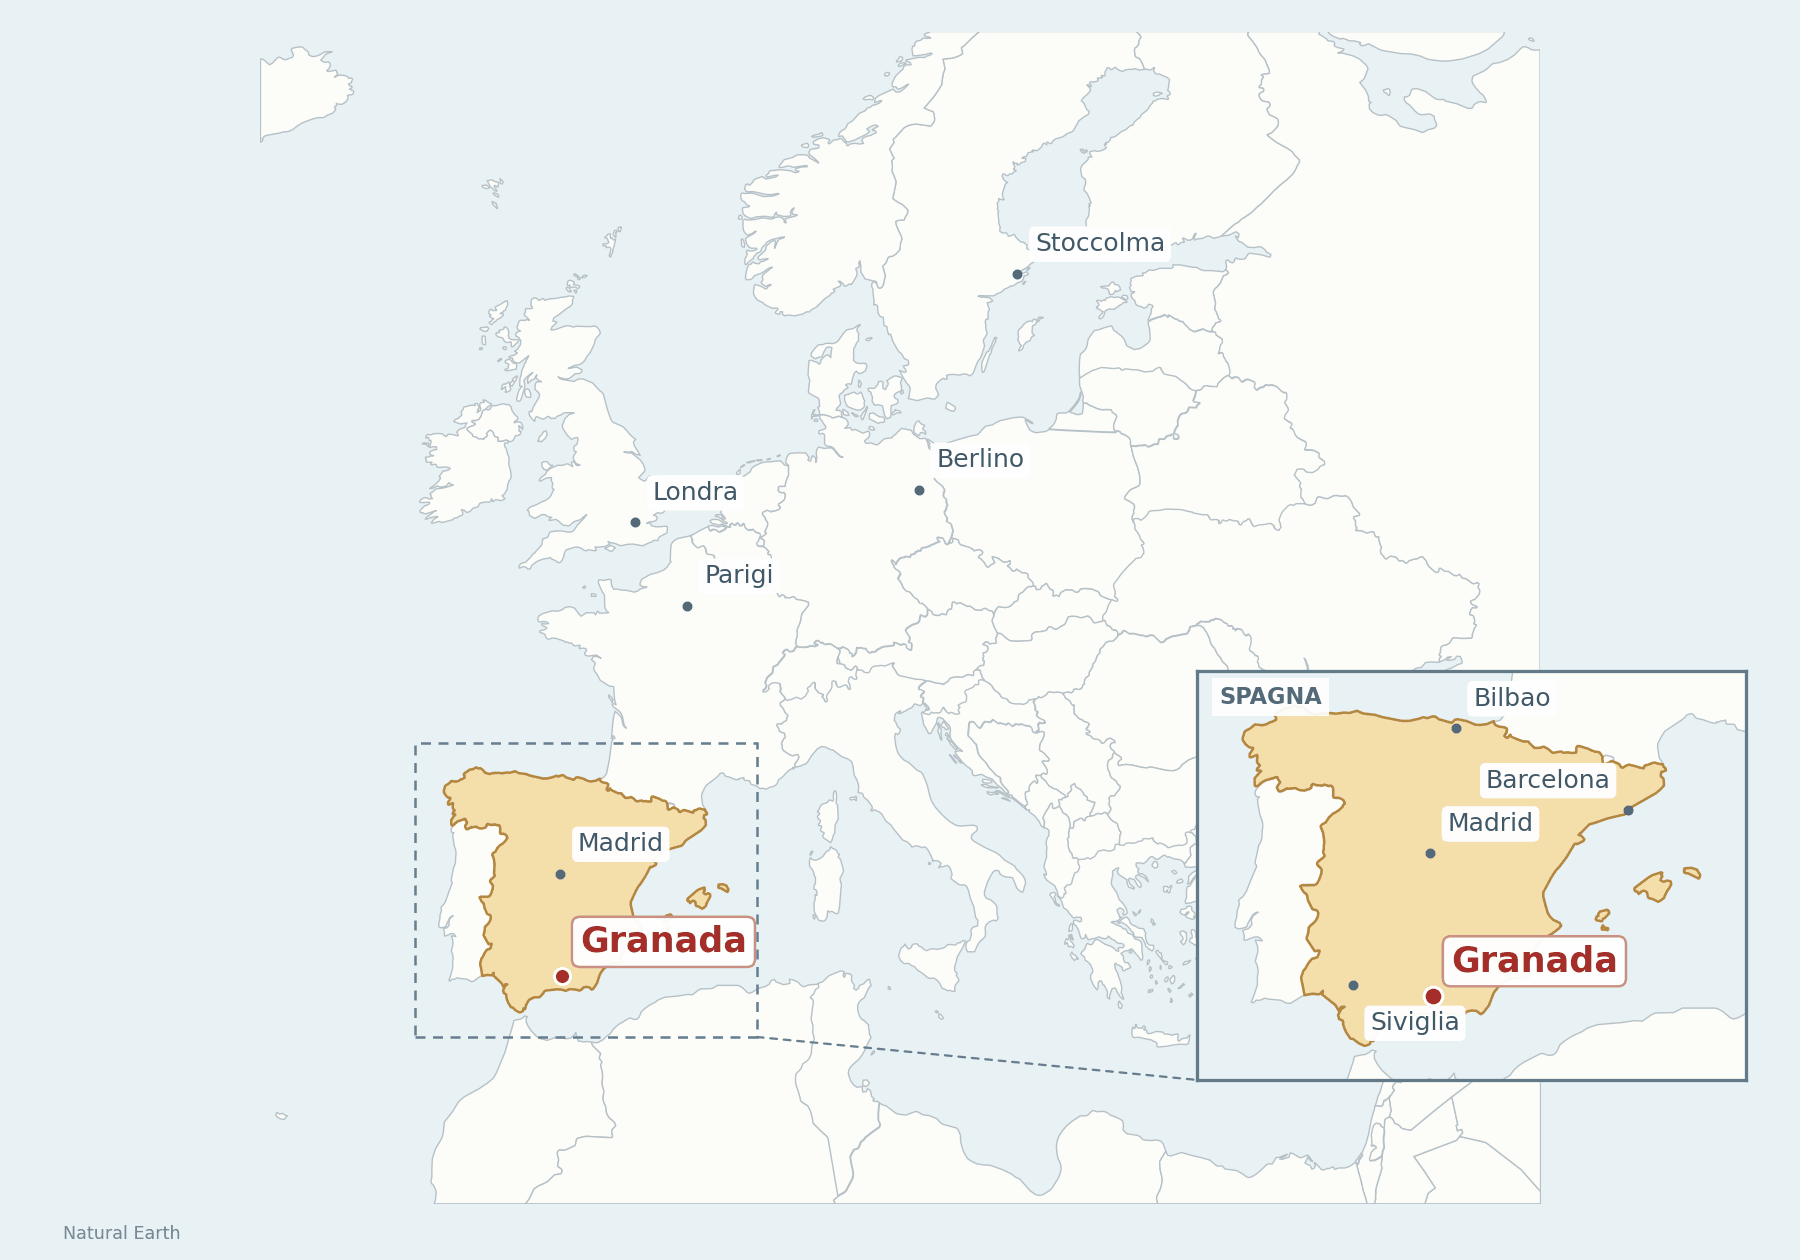 Stoccolma
Berlino
Londra
Parigi
Madrid
Granada
SPAGNA
Bilbao
Barcelona
Madrid
Granada
Siviglia
Natural Earth